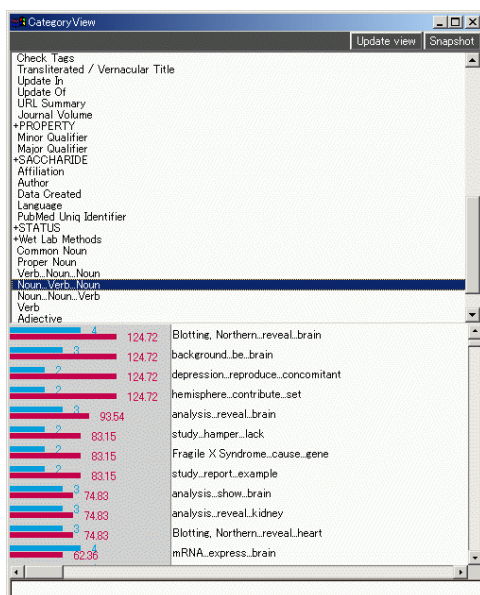 CategoryView
Update view Snapshot
Check Tags
Transliterated / Vernacular Title
Update In
Update Of
URL Summary
Journal Volume
+PROPERTY
Minor Qualifier
Major Qualifier
+SACCHARIDE
Affiliation
Author
Data Created
Language
PubMed Uniq Identifier
+STATUS
+Wet Lab Methods
Common Noun
Proper Noun
Verb...Noun...Noun
Noun...Verb...Noun
Noun...Noun...Verb
Verb
Adjective
4 124.72 Blotting, Northern...reveal...brain
3 124.72 background...be...brain
2 124.72 depression...reproduce...concomitant
2 124.72 hemisphere...contribute...set
3 93.54 analysis...reveal...brain
2 83.15 study...hamper...lack
2 83.15 Fragile X Syndrome...cause...gene
2 83.15 study...report...example
3 74.83 analysis...show...brain
3 74.83 analysis...reveal...kidney
3 74.83 Blotting, Northern...reveal...heart
4 62.36 mRNA...express...brain